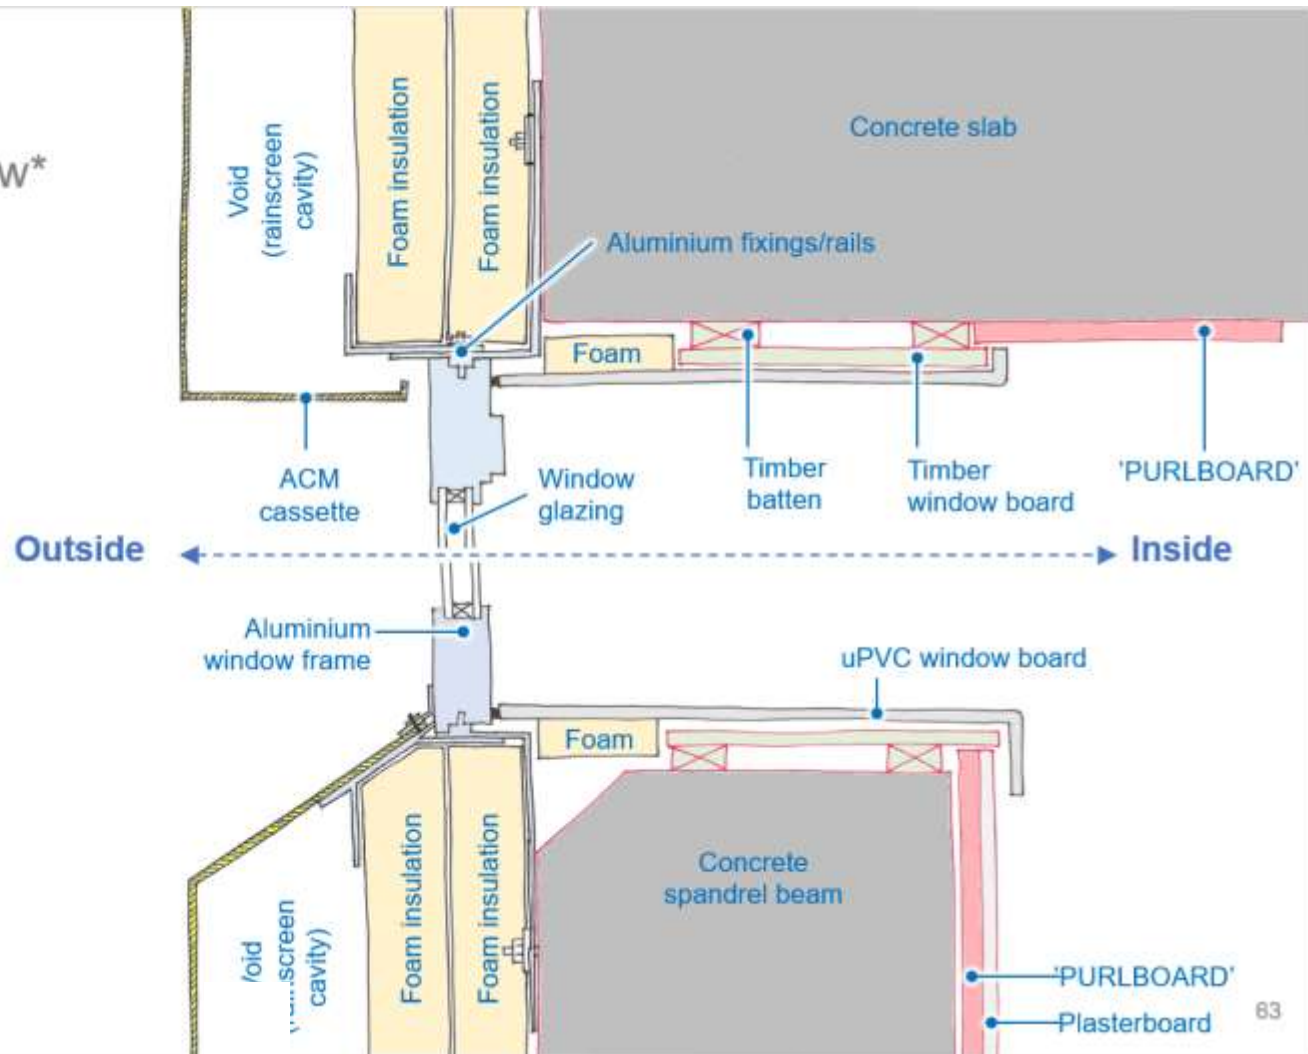 w*
Void
(rainscreen
cavity)
Foam insulation
Foam insulation
Concrete slab
Aluminium fixings/rails
Foam
ACM
cassette
Window
glazing
Timber
batten
Timber
window board
'PURLBOARD'
Outside
Inside
Aluminium
window frame
uPVC window board
Foam
Concrete
spandrel beam
cavity)
Foam insulation
Foam insulation
'PURLBOARD'
Plasterboard
63